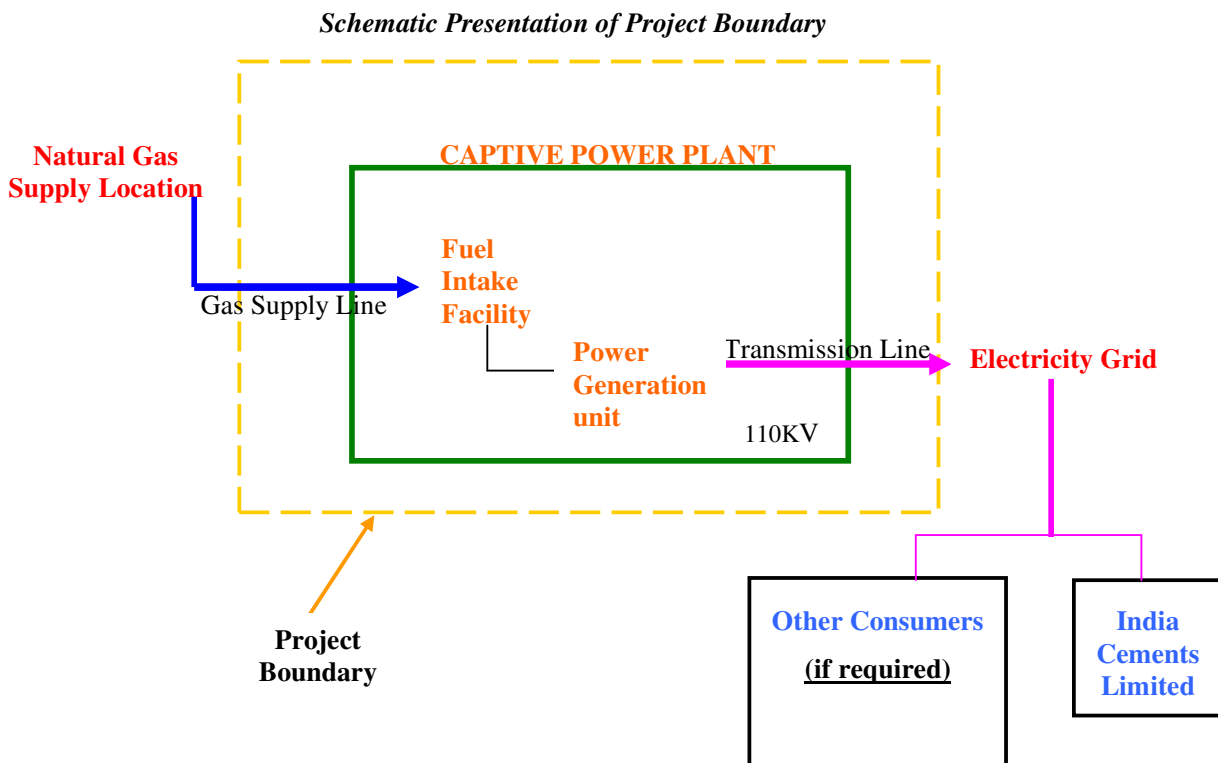 Schematic Presentation of Project Boundary
Natural Gas
Supply Location
CAPTIVE POWER PLANT
Fuel
Intake
Facility
Gas Supply Line
Power
Generation
unit
Transmission Line
Electricity Grid
110KV
Project
Boundary
Other Consumers
(if required)
India
Cements
Limited